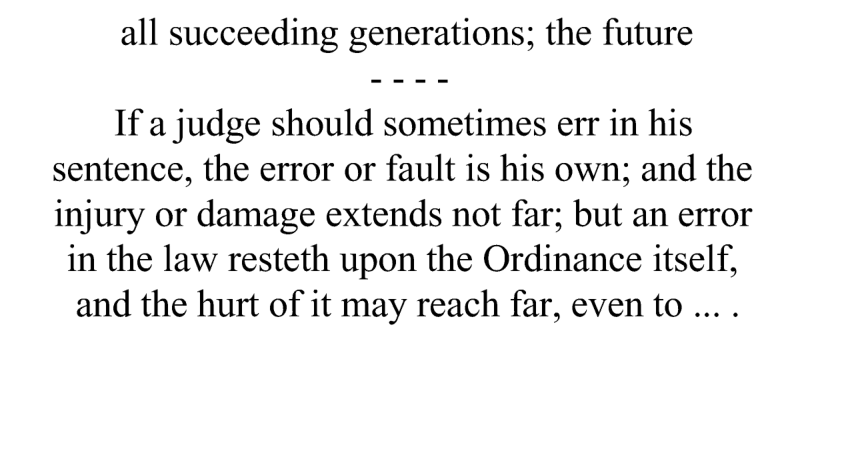 all succeeding generations; the future
- - - -
If a judge should sometimes err in his
sentence, the error or fault is his own; and the
injury or damage extends not far; but an error
in the law resteth upon the Ordinance itself,
and the hurt of it may reach far, even to ... .